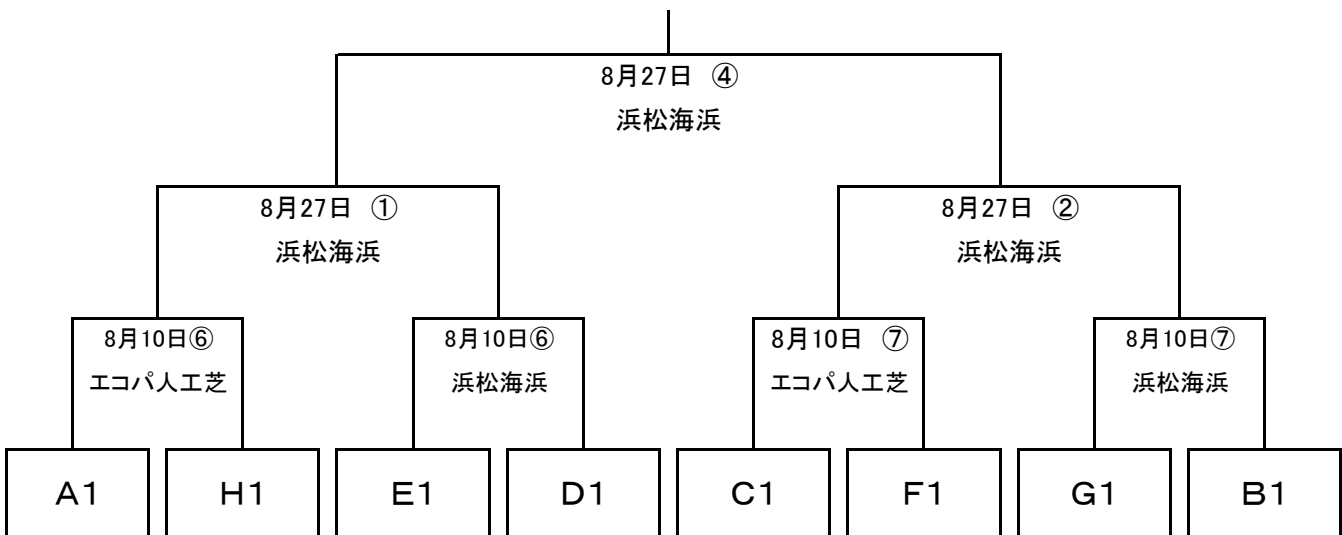 8月27日 ④
浜松海浜
8月27日 ①
浜松海浜
8月27日 ②
浜松海浜
8月10日⑥
エコパ人工芝
8月10日⑥
浜松海浜
8月10日 ⑦
エコパ人工芝
8月10日⑦
浜松海浜
A1
H1
E1
D1
C1
F1
G1
B1